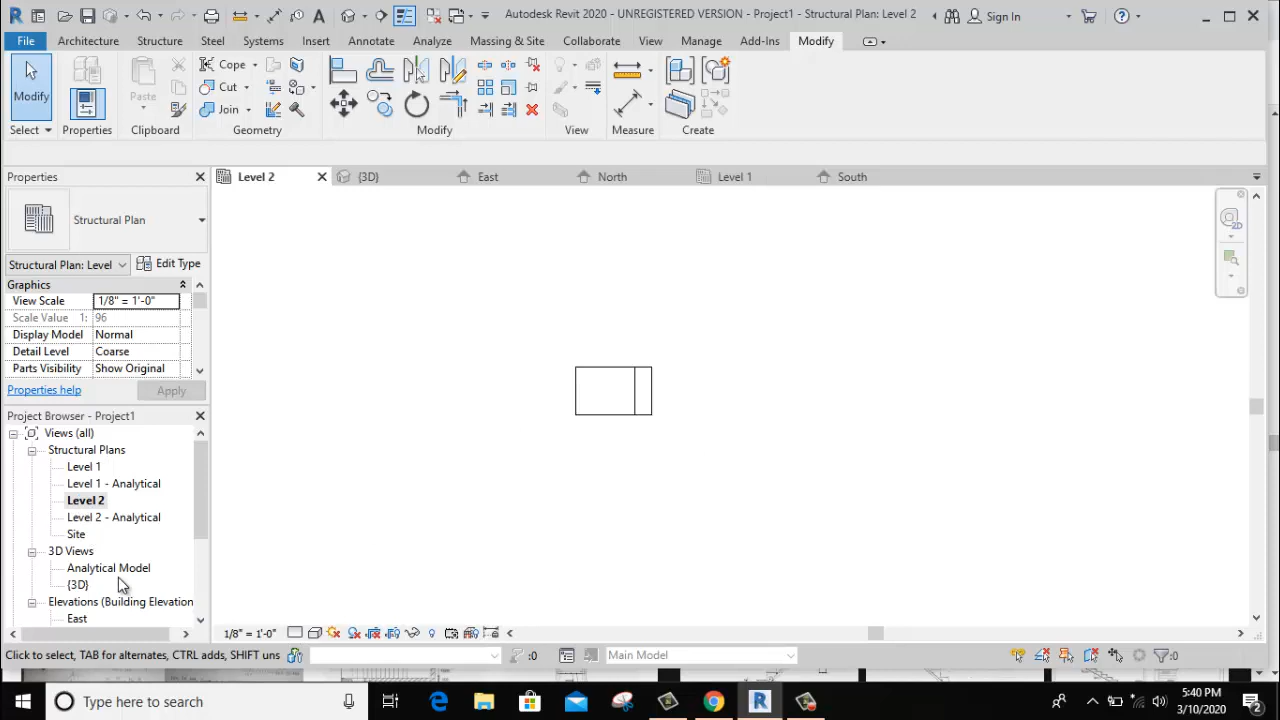 Autodesk Revit 2020 - UNREGISTERED VERSION - Project1 - Structural Plan: Level 2
Sign In
File Architecture Structure Steel Systems Insert Annotate Analyze Massing & Site Collaborate View Manage Add-Ins Modify
Modify
Paste
Cope
Cut
Join
Select Properties Clipboard Geometry Modify View Measure Create
Properties
Level 2 {3D} East North Level 1 South
Structural Plan
Structural Plan: Level Edit Type
Graphics
View Scale 1/8" = 1'-0"
Scale Value 1: 96
Display Model Normal
Detail Level Coarse
Parts Visibility Show Original
Properties help Apply
Project Browser - Project1
Views (all)
Structural Plans
Level 1
Level 1 - Analytical
Level 2
Level 2 - Analytical
Site
3D Views
Analytical Model
{3D}
Elevations (Building Elevation
East
2D
1/8" = 1'-0"
Click to select, TAB for alternates, CTRL adds, SHIFT uns
:0
Main Model
:0
Type here to search
5:40 PM
3/10/2020
2